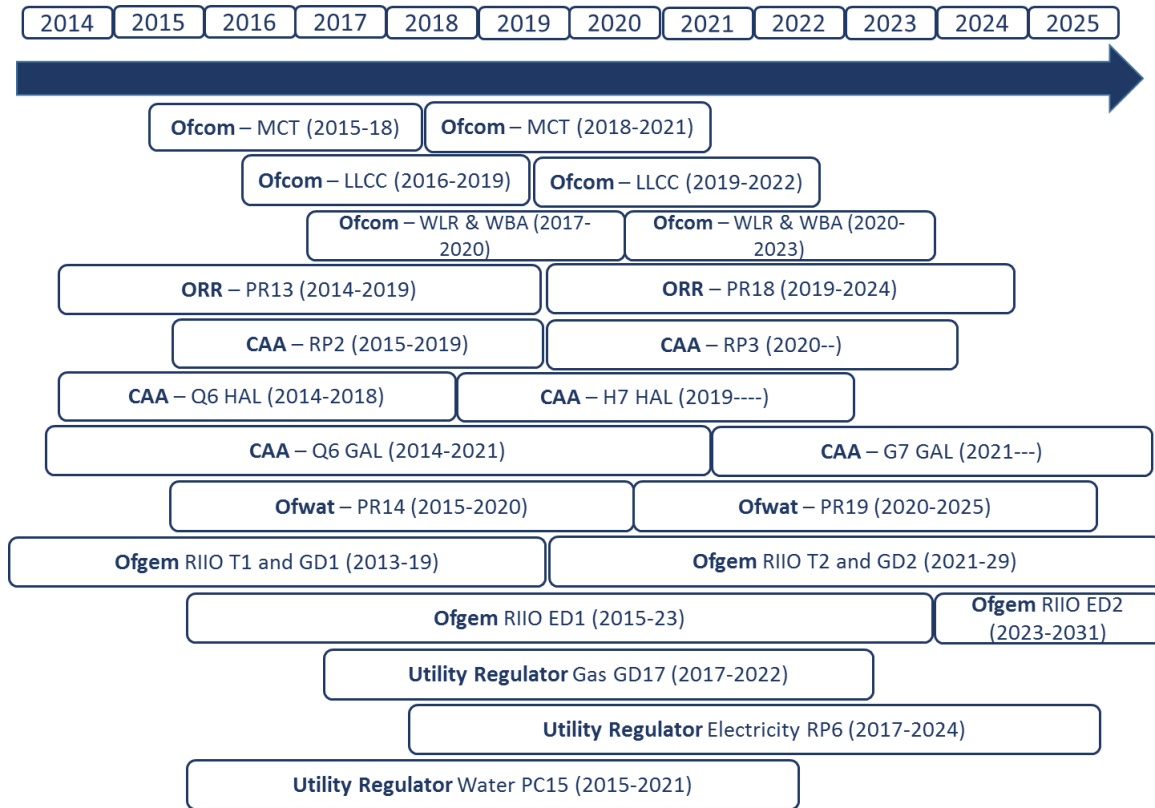 2014 2015 2016 2017 2018 2019 2020 2021 2022 2023 2024 2025
Ofcom – MCT (2015-18) Ofcom – MCT (2018-2021)
Ofcom – LLCC (2016-2019) Ofcom – LLCC (2019-2022)
Ofcom – WLR & WBA (2017-
2020)
Ofcom – WLR & WBA (2020-
2023)
ORR – PR13 (2014-2019) ORR – PR18 (2019-2024)
CAA – RP2 (2015-2019) CAA – RP3 (2020--)
CAA – Q6 HAL (2014-2018) CAA – H7 HAL (2019----)
CAA – Q6 GAL (2014-2021) CAA – G7 GAL (2021---)
Ofwat – PR14 (2015-2020) Ofwat – PR19 (2020-2025)
Ofgem RIIO T1 and GD1 (2013-19) Ofgem RIIO T2 and GD2 (2021-29)
Ofgem RIIO ED1 (2015-23)
Ofgem RIIO ED2
(2023-2031)
Utility Regulator Gas GD17 (2017-2022)
Utility Regulator Electricity RP6 (2017-2024)
Utility Regulator Water PC15 (2015-2021)